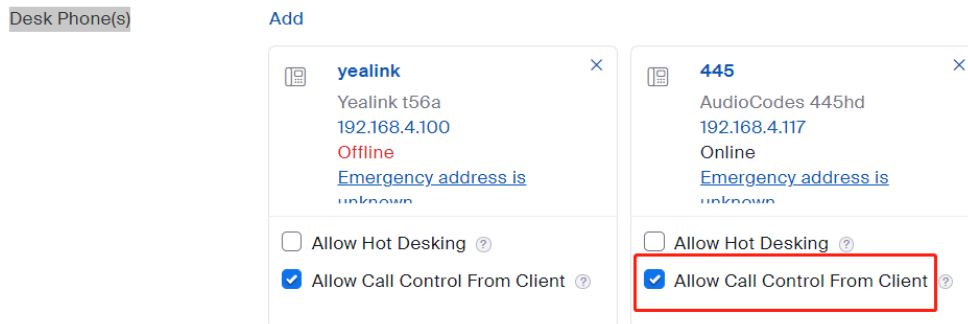 Desk Phone(s)
Add
yealink
Yealink t56a
192.168.4.100
Offline
Emergency address is
unknown
Allow Hot Desking ?
Allow Call Control From Client ?
445
AudioCodes 445hd
192.168.4.117
Online
Emergency address is
unknown
Allow Hot Desking ?
Allow Call Control From Client ?